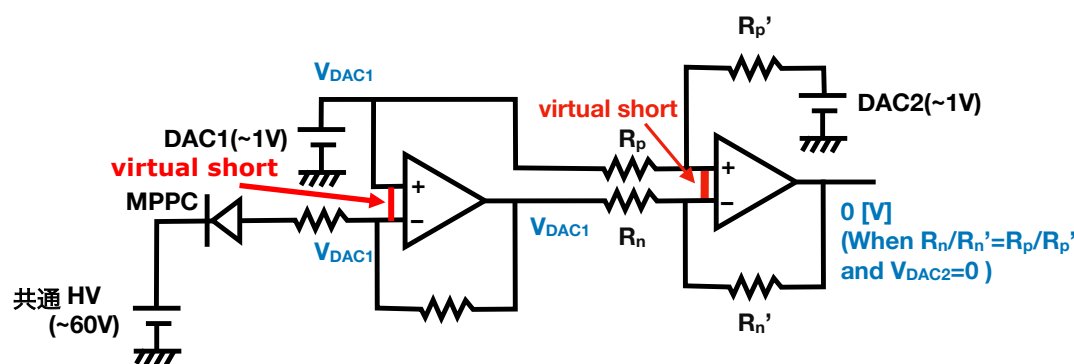 Rp’
VDAC1
DAC2(~1V)
virtual short
DAC1(~1V)
Rp
virtual short
+
+
MPPC
−
−
VDAC1
VDAC1
Rn
0 [V]
(When Rn/Rn’=Rp/Rp’
and VDAC2=0 )
共通 HV
(~60V)
Rn’